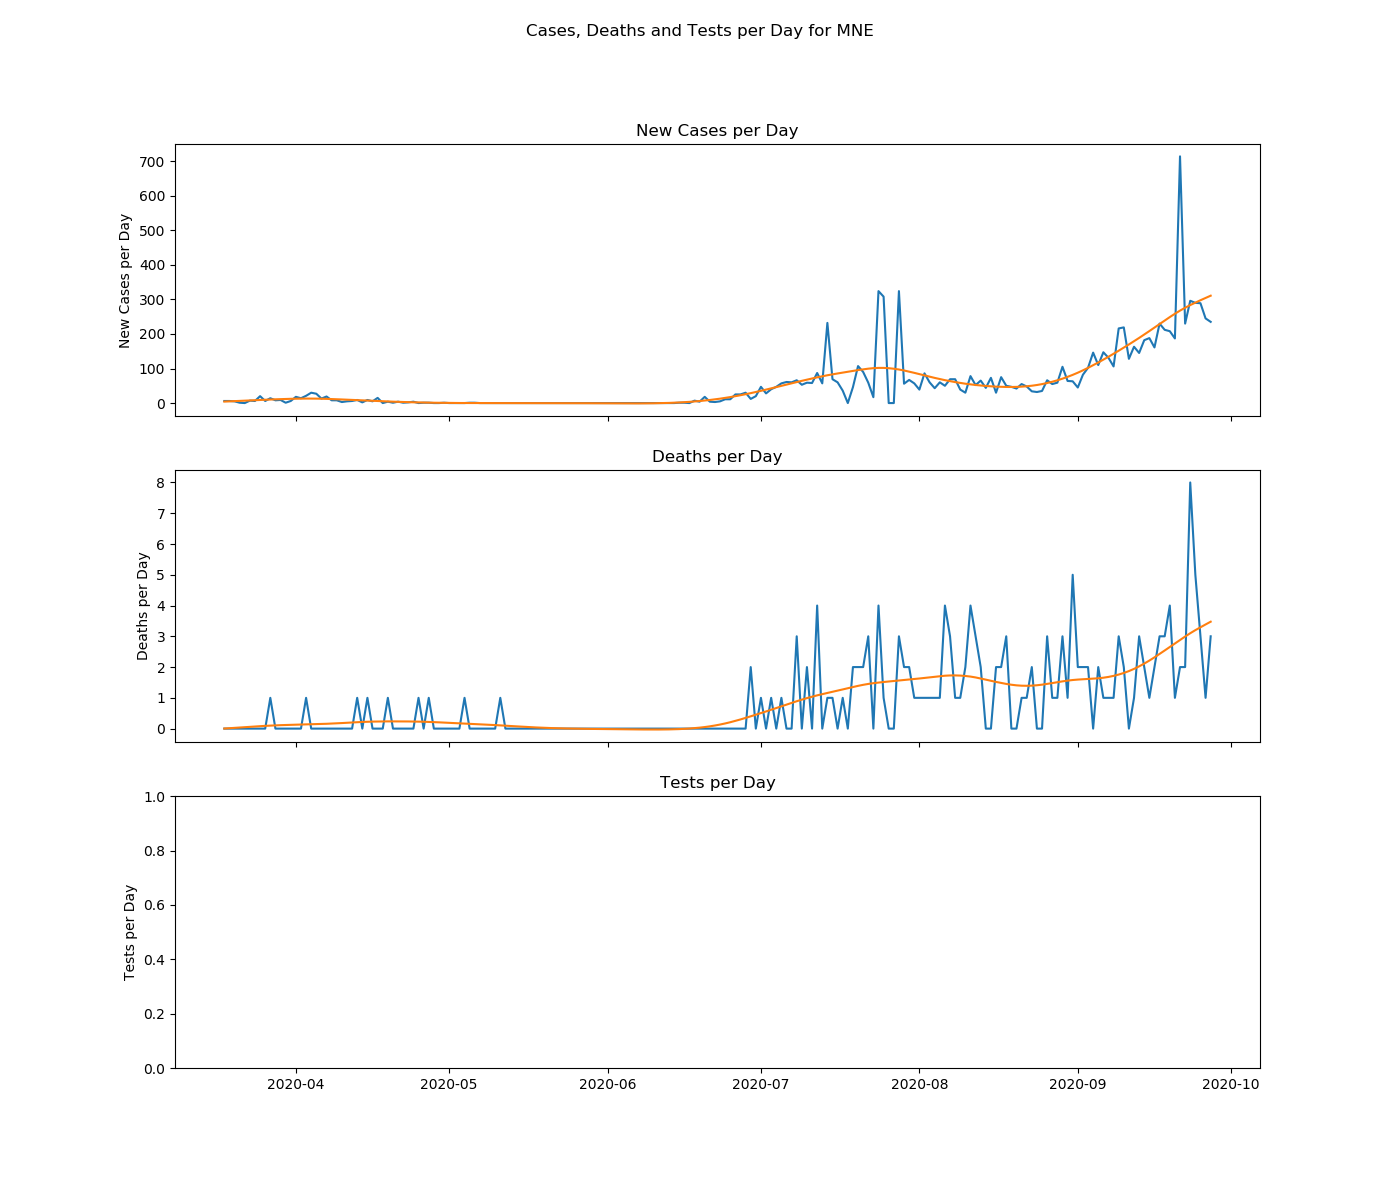 Cases, Deaths and Tests per Day for MNE
New Cases per Day
New Cases per Day
700
600
500
400
300
200
100
0
Deaths per Day
Deaths per Day
8
7
6
5
4
3
2
1
0
Tests per Day
Tests per Day
1.0
0.8
0.6
0.4
0.2
0.0
2020-04 2020-05 2020-06 2020-07 2020-08 2020-09 2020-10